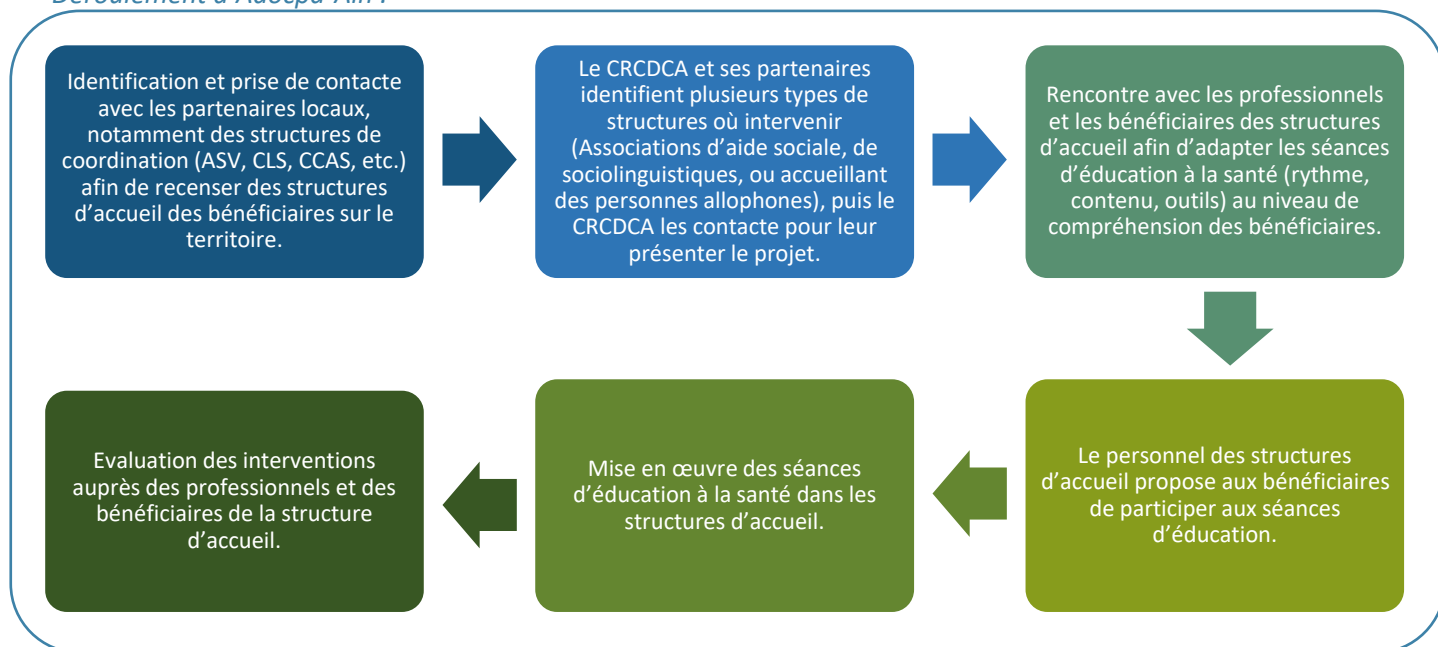 Déroulement d'Adocpa-Ain :
Identification et prise de contact
avec les partenaires locaux,
notamment des structures de
coordination (ASV, CLS, CCAS, etc.)
afin de recenser des structures
d'accueil des bénéficiaires sur le
territoire.
Le CRCDCA et ses partenaires
identifient plusieurs types de
structures où intervenir
(Associations d'aide sociale, de
sociolinguistiques, ou accueillant
des personnes allophones), puis le
CRCDCA les contacte pour leur
présenter le projet.
Rencontre avec les professionnels
et les bénéficiaires des structures
d'accueil afin d'adapter les séances
d'éducation à la santé (rythme,
contenu, outils) au niveau de
compréhension des bénéficiaires.
Le personnel des structures
d'accueil propose aux bénéficiaires
de participer aux séances
d'éducation.
Mise en œuvre des séances
d'éducation à la santé dans les
structures d'accueil.
Evaluation des interventions
auprès des professionnels et des
bénéficiaires de la structure
d'accueil.